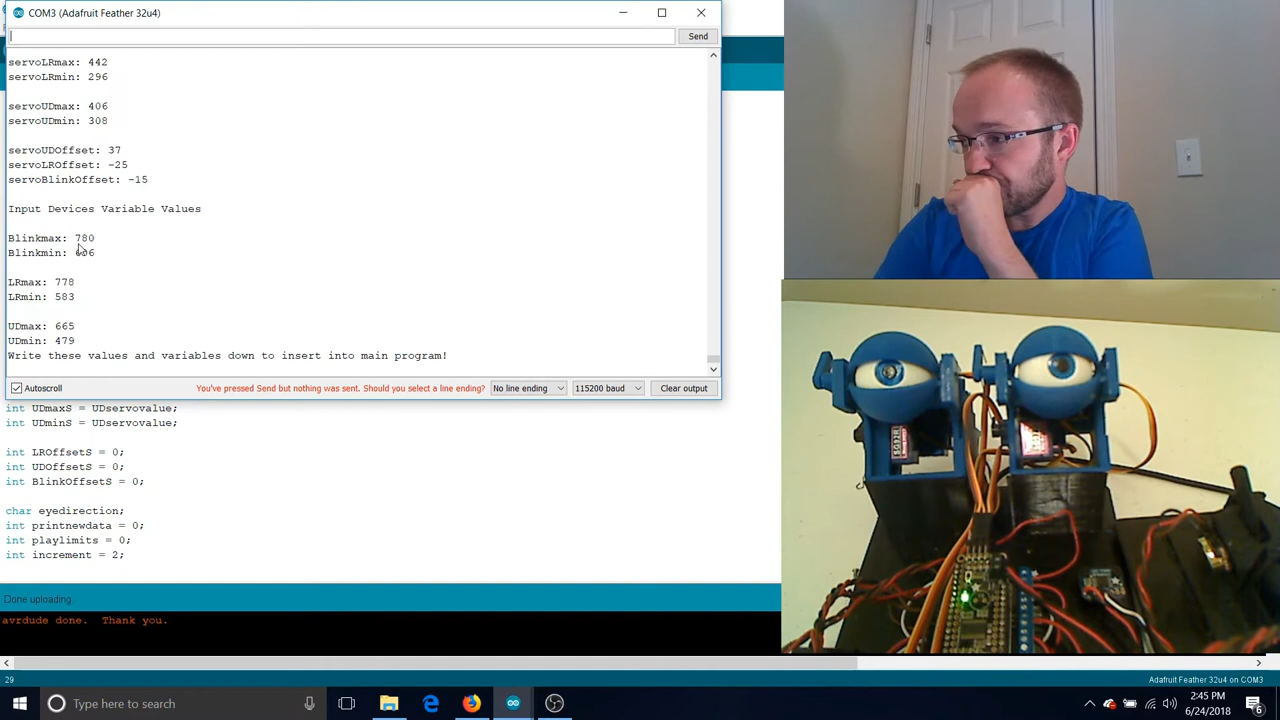 COM3 (Adafruit Feather 32u4)
Send
servoLRmax: 442
servoLRmin: 296
servoUDmax: 406
servoUDmin: 308
servoUDOffset: 37
servoLROffset: -25
servoBlinkOffset: -15
Input Devices Variable Values
Blinkmax: 780
Blinkmin:
LRmax: 778
LRmin: 583
UDmax: 665
UDmin: 479
Write these values and variables down to insert into main program!
Autoscroll
You've pressed Send but nothing was sent. Should you select a line ending?
No line ending
115200 baud
Clear output
int UDmaxS = UDservovalue;
int UDminS = UDservovalue;
int LROffsetS = 0;
int UDOffsetS = 0;
int BlinkOffsetS = 0;
char eyedirection;
int printnewdata = 0;
int playlimits = 0;
int increment = 2;
Done uploading.
avrdude done.  Thank you.
29
Adafruit Feather 32u4 on COM3
Type here to search
2:45 PM
6/24/2018
6